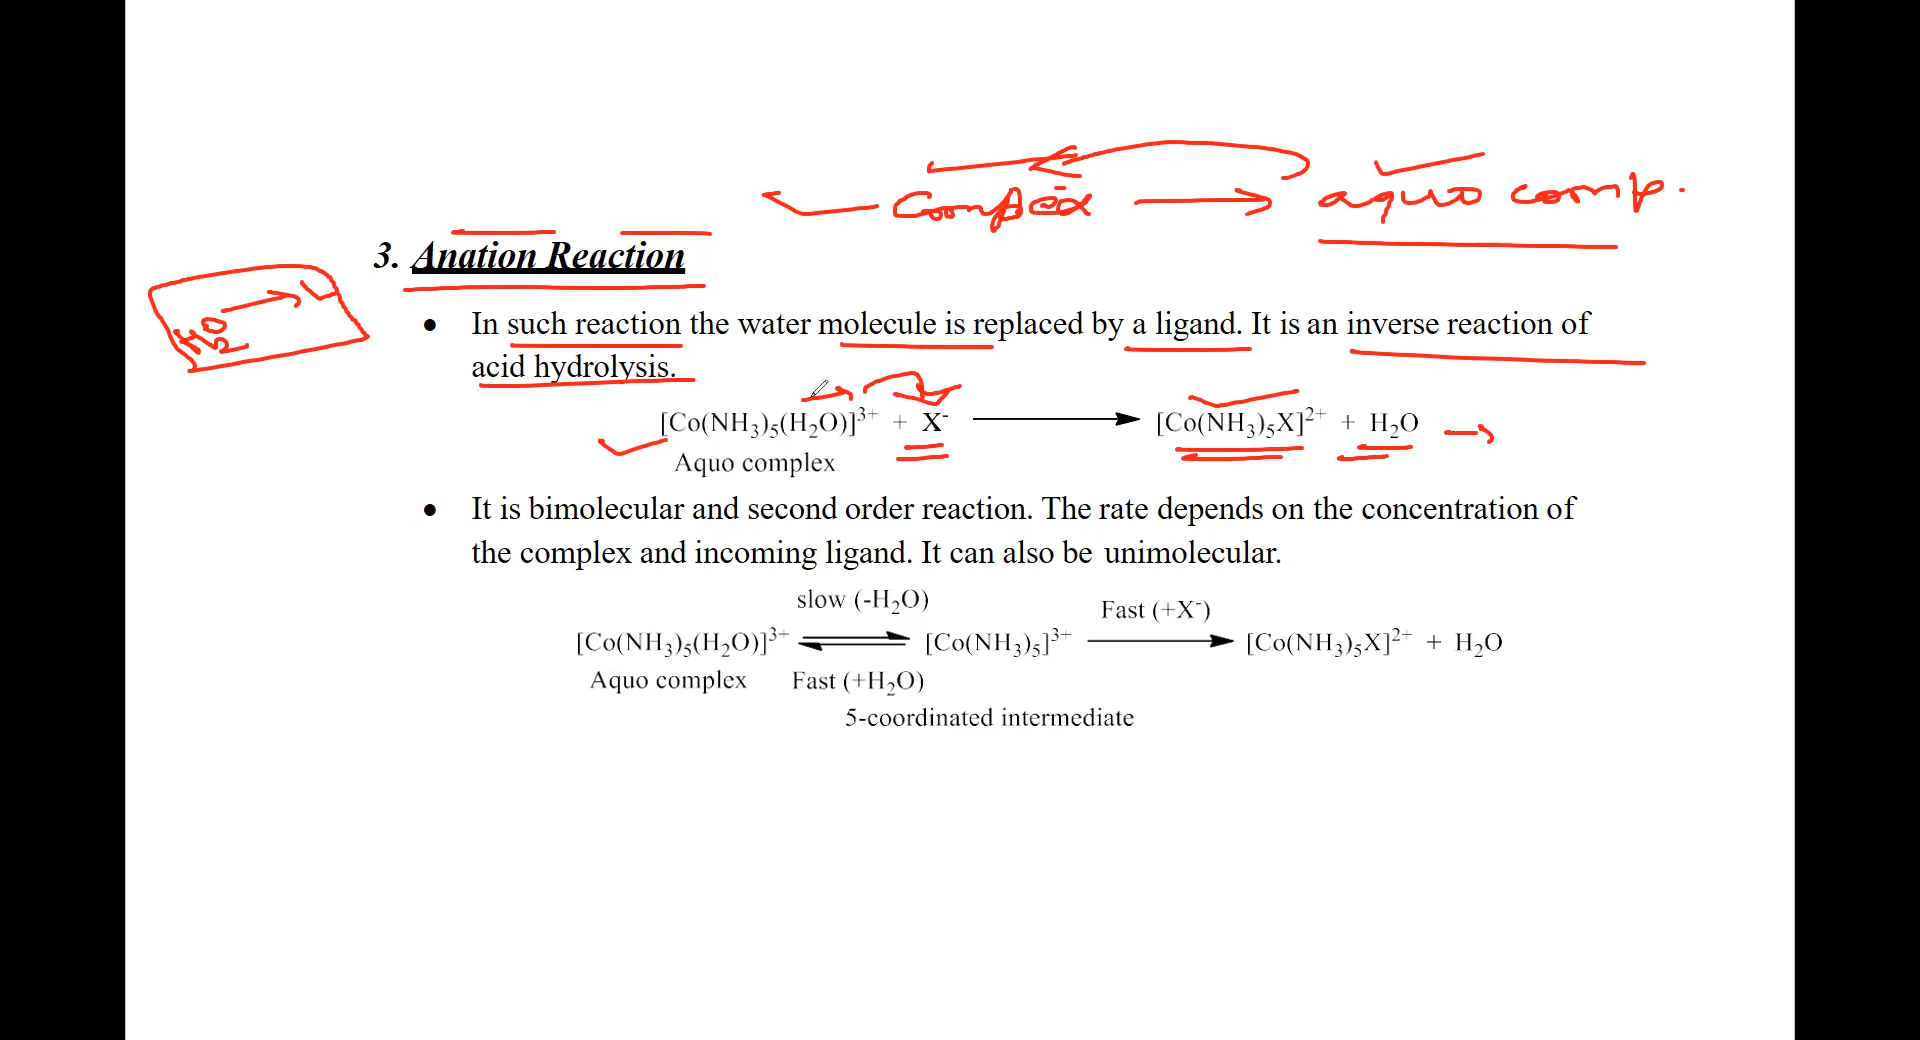 Complex → aquo comp.
3. Anation Reaction
H₂O → L
• In such reaction the water molecule is replaced by a ligand. It is an inverse reaction of
acid hydrolysis.
[Co(NH₃)₅(H₂O)]³⁺ + X⁻ → [Co(NH₃)₅X]²⁺ + H₂O →
Aquo complex
• It is bimolecular and second order reaction. The rate depends on the concentration of
the complex and incoming ligand. It can also be unimolecular.
slow (-H₂O) Fast (+X⁻)
[Co(NH₃)₅(H₂O)]³⁺ ⇌ [Co(NH₃)₅]³⁺ → [Co(NH₃)₅X]²⁺ + H₂O
Aquo complex Fast (+H₂O)
5-coordinated intermediate